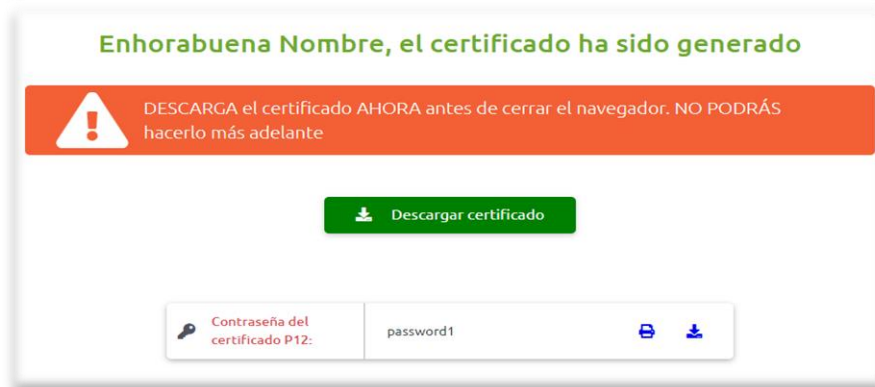 Enhorabuena Nombre, el certificado ha sido generado
DESCARGA el certificado AHORA antes de cerrar el navegador. NO PODRÁS
hacerlo más adelante
Descargar certificado
Contraseña del
certificado P12:
password1